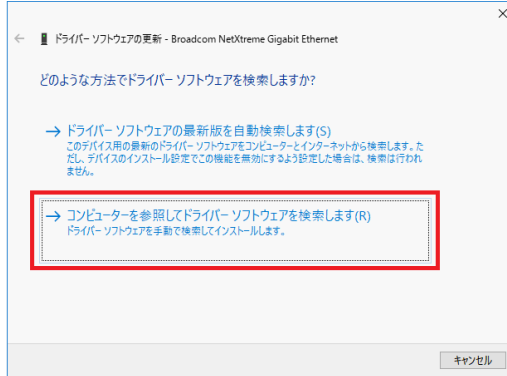 ドライバー ソフトウェアの更新 - Broadcom NetXtreme Gigabit Ethernet
どのような方法でドライバー ソフトウェアを検索しますか?
ドライバー ソフトウェアの最新版を自動検索します(S)
このデバイス用の最新のドライバー ソフトウェアをコンピューターとインターネットから検索します。た
だし、デバイスのインストール設定でこの機能を無効にするよう設定した場合は、検索は行われ
ません。
コンピューターを参照してドライバー ソフトウェアを検索します(R)
ドライバー ソフトウェアを手動で検索してインストールします。
キャンセル